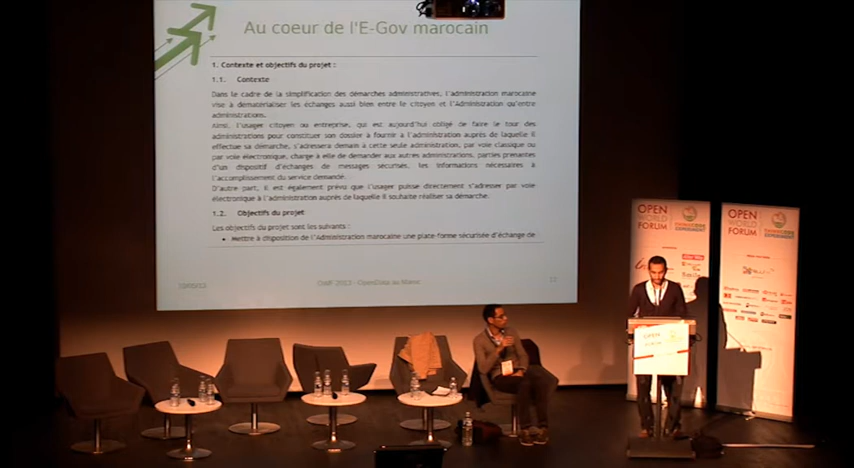 Au coeur de l'E-Gov marocain
1. Contexte et objectifs du projet :
1.1. Contexte
Dans le cadre de la simplification des démarches administratives, l'administration marocaine
vise à dématérialiser les échanges aussi bien entre le citoyen et l'Administration qu'entre
administrations.
Ainsi, l'usager citoyen ou entreprise, qui est aujourd'hui obligé de faire le tour des
administrations pour constituer son dossier à fournir à l'administration auprès de laquelle il
effectue sa démarche, s'adressera demain à cette seule administration, par voie classique ou
par voie électronique, charge à elle de demander aux autres administrations, parties prenantes
d'un dispositif d'échanges de messages sécurisés, les informations nécessaires à
l'accomplissement du service demandé.
D'autre part, il est également prévu que l'usager puisse directement s'adresser par voie
électronique à l'administration auprès de laquelle il souhaite réaliser sa démarche.
1.2. Objectifs du projet
Les objectifs du projet sont les suivants :
• Mettre à disposition de l'Administration marocaine une plate-forme sécurisée d'échange de
OPEN
WORLD
FORUM
OPEN
WORLD
FORUM